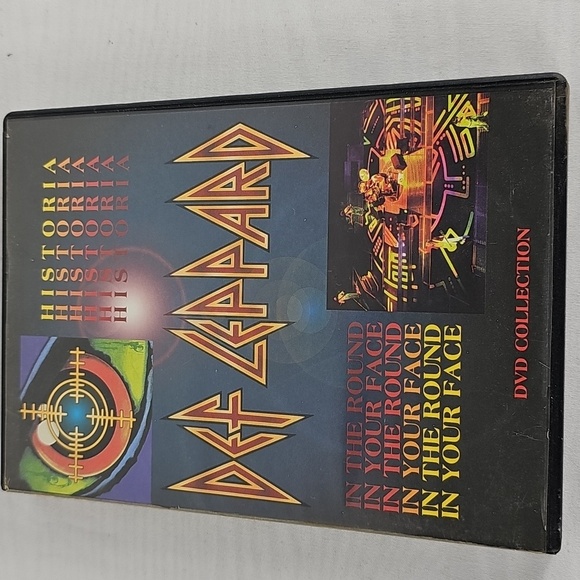 HISTORIA
HISTORIA
HISTORIA
HISTORIA
HISTORIA
DEF LEPPARD
IN THE ROUND
IN YOUR FACE
IN THE ROUND
IN YOUR FACE
IN THE ROUND
IN YOUR FACE
DVD COLLECTION